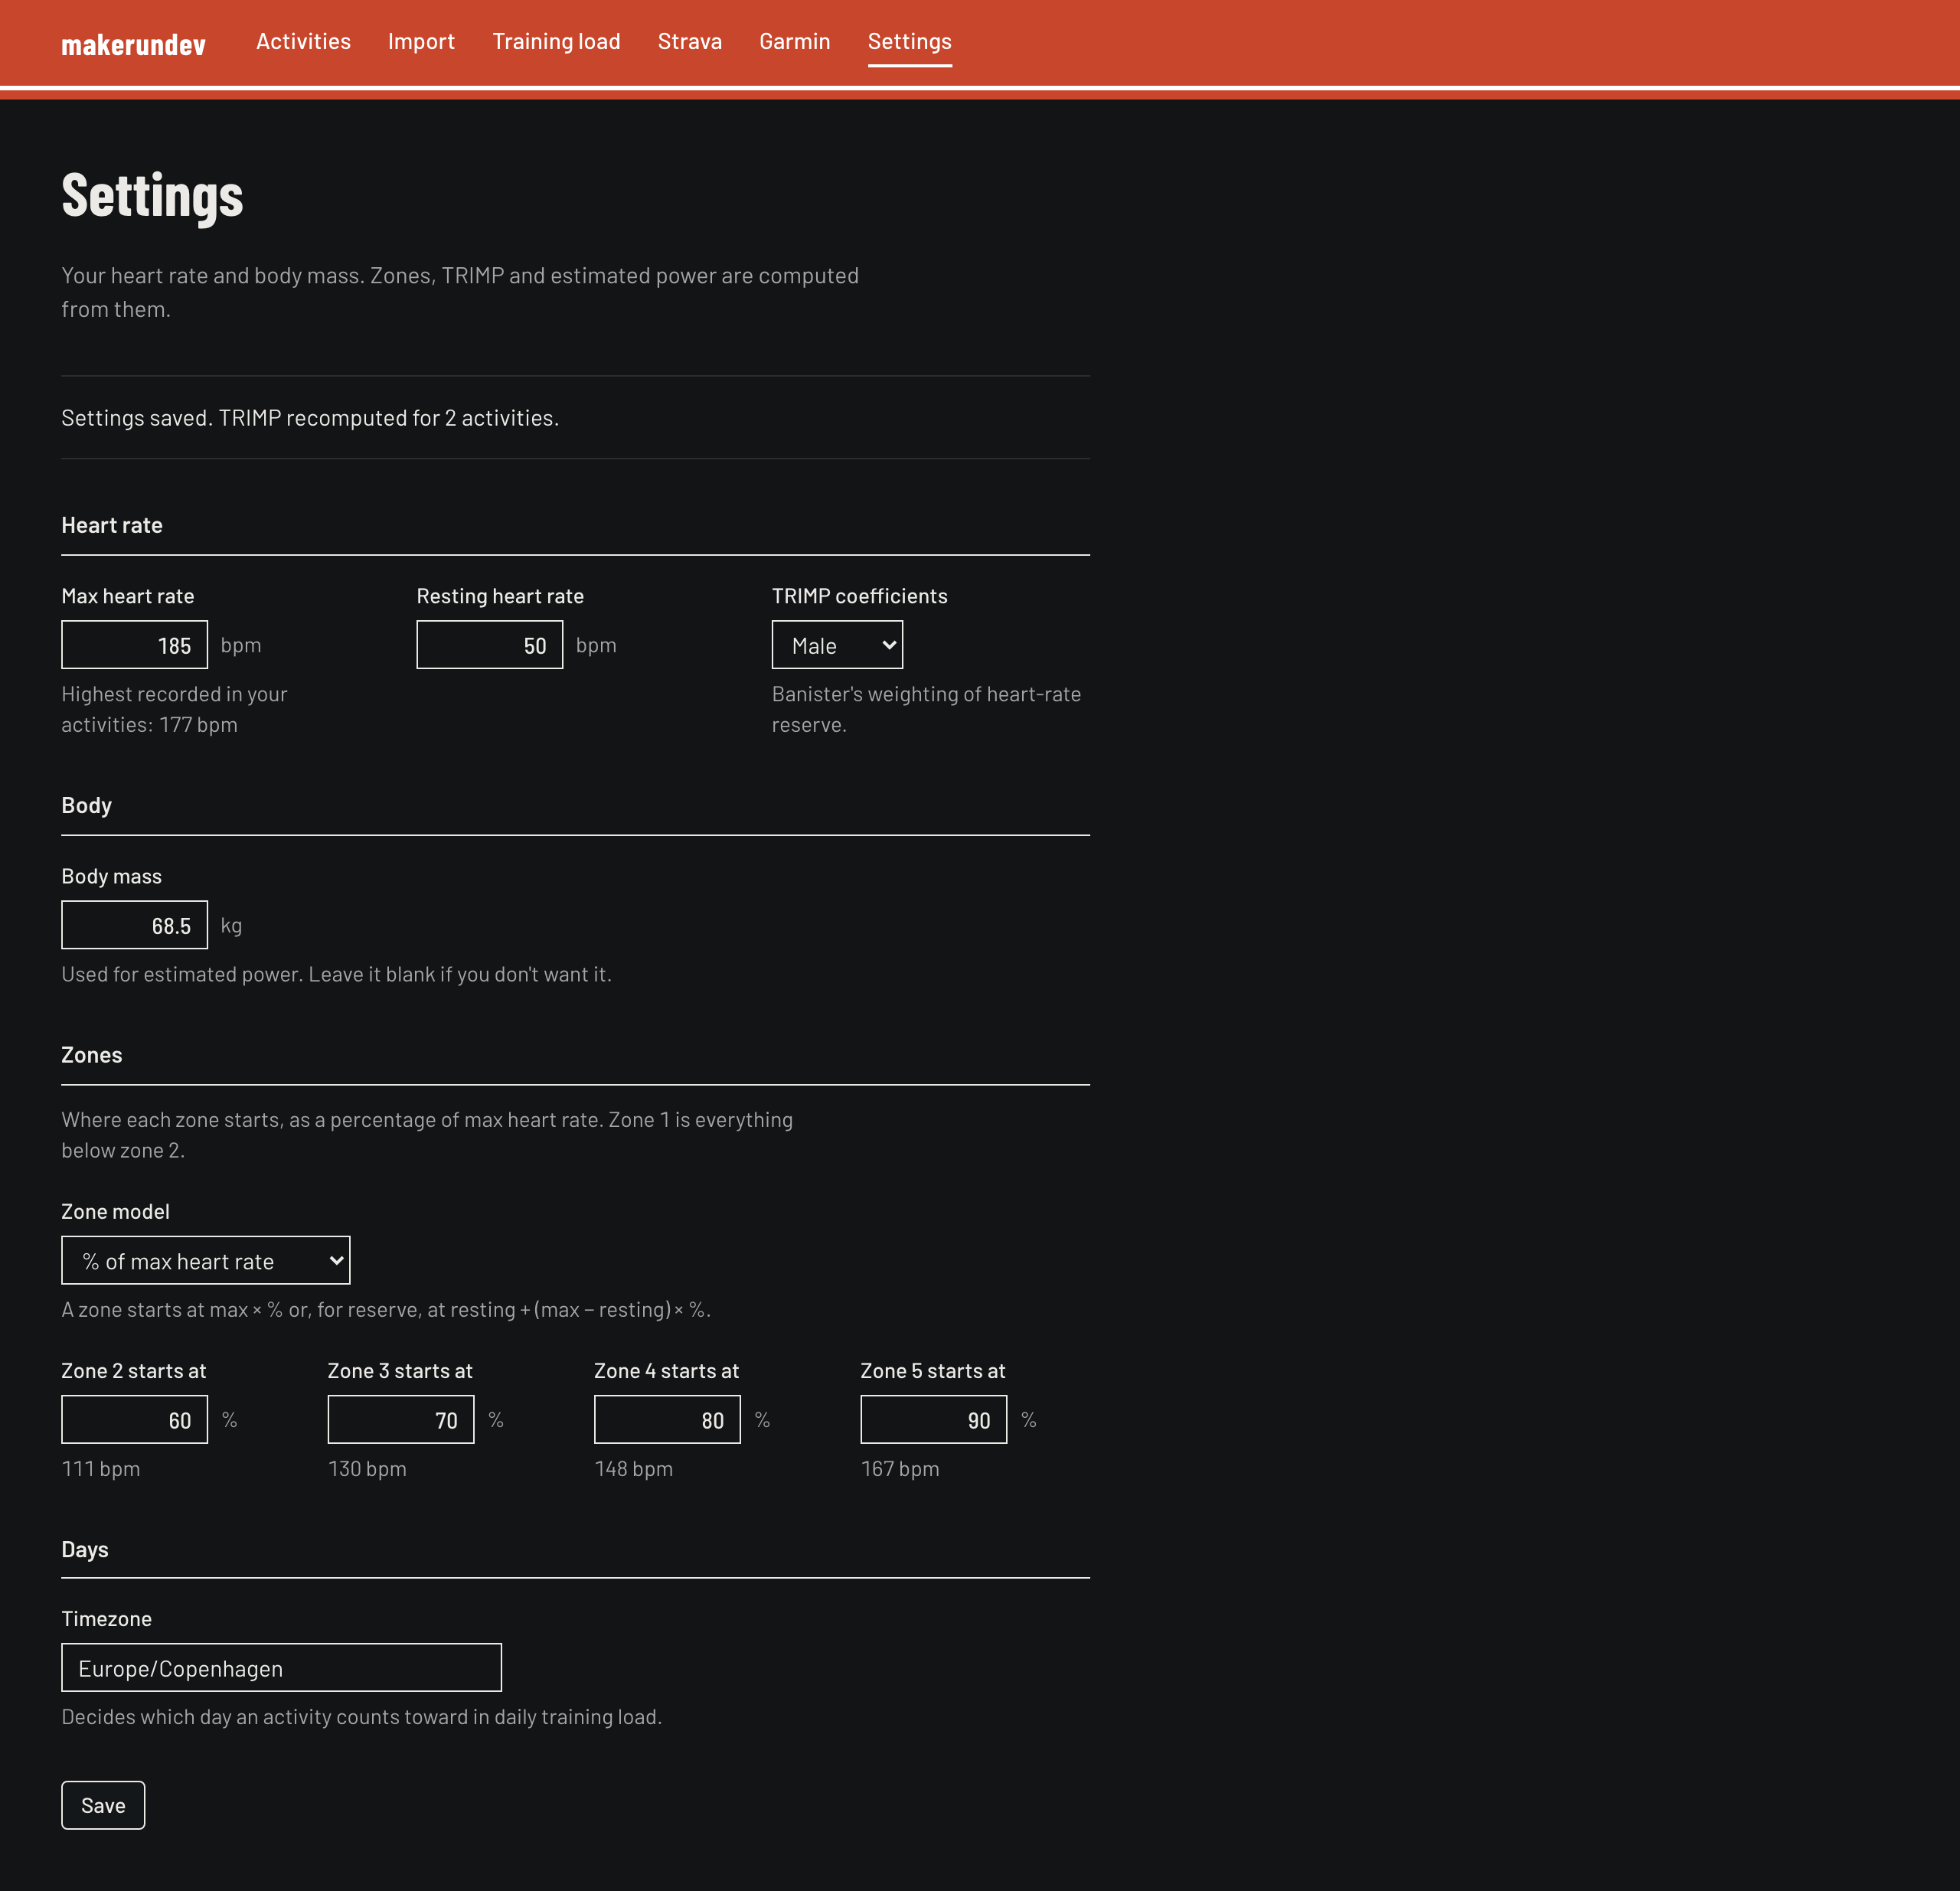 makerundev Activities Import Training load Strava Garmin Settings
Settings
Your heart rate and body mass. Zones, TRIMP and estimated power are computed
from them.
Settings saved. TRIMP recomputed for 2 activities.
Heart rate
Max heart rate Resting heart rate TRIMP coefficients
185 bpm 50 bpm Male
Highest recorded in your
activities: 177 bpm
Banister's weighting of heart-rate
reserve.
Body
Body mass
68.5 kg
Used for estimated power. Leave it blank if you don't want it.
Zones
Where each zone starts, as a percentage of max heart rate. Zone 1 is everything
below zone 2.
Zone model
% of max heart rate
A zone starts at max × % or, for reserve, at resting + (max − resting) × %.
Zone 2 starts at Zone 3 starts at Zone 4 starts at Zone 5 starts at
60 % 70 % 80 % 90 %
111 bpm 130 bpm 148 bpm 167 bpm
Days
Timezone
Europe/Copenhagen
Decides which day an activity counts toward in daily training load.
Save